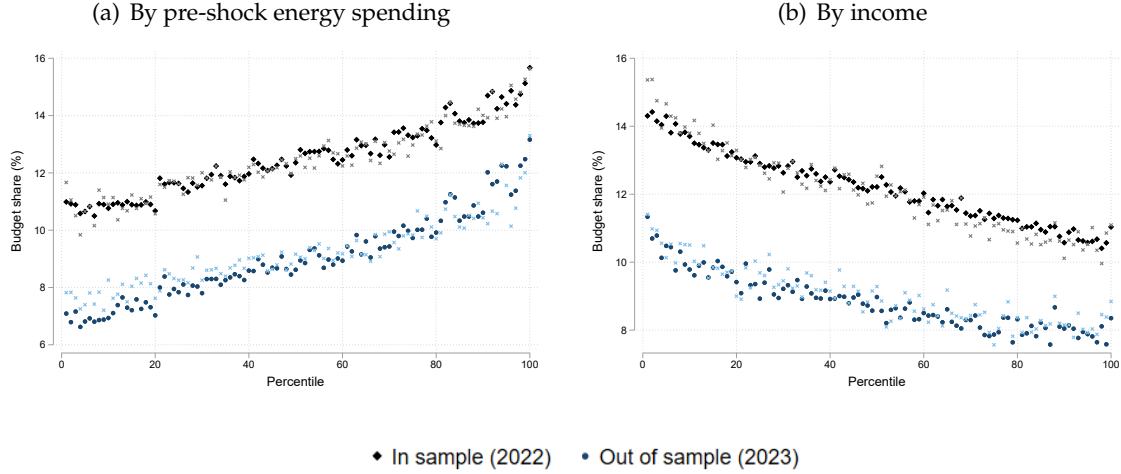 (a) By pre-shock energy spending
16
14
12
10
8
6
Budget share (%)
0 20 40 60 80 100
Percentile
(b) By income
16
14
12
10
8
Budget share (%)
0 20 40 60 80 100
Percentile
In sample (2022) Out of sample (2023)